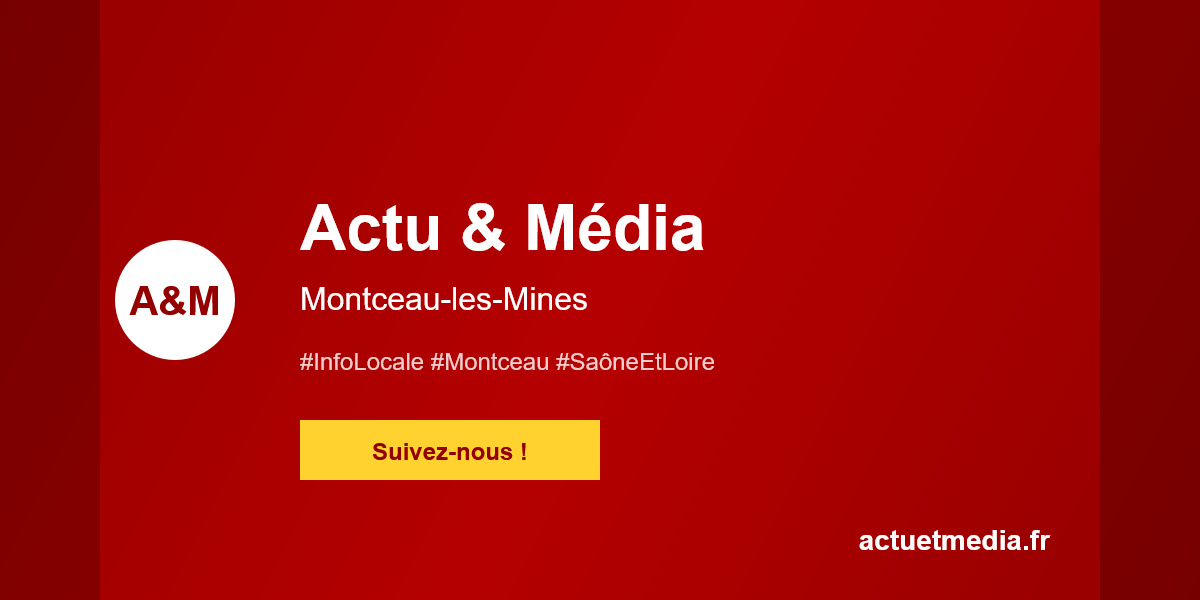 Actu & Média
A&M
Montceau-les-Mines
#InfoLocale #Montceau #SaôneEtLoire
Suivez-nous !
actuetmedia.fr